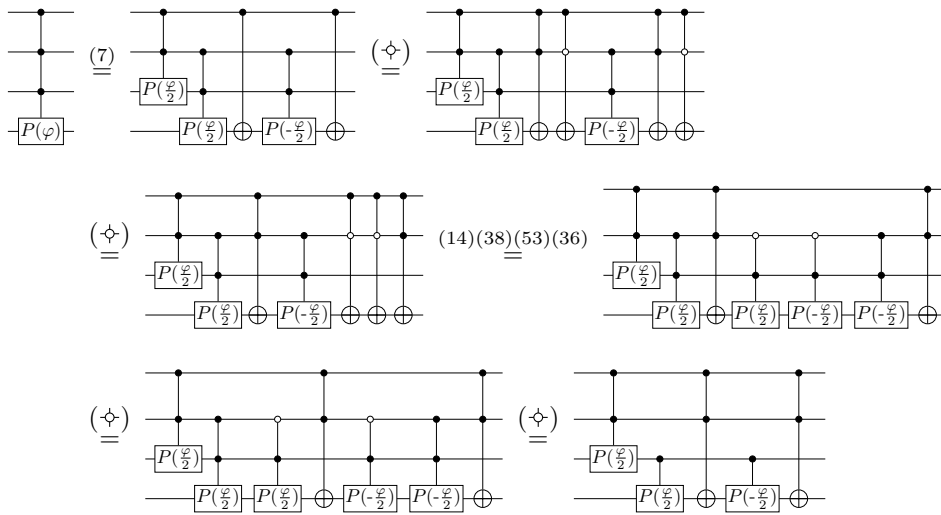 (7) = (⌖) =
P(φ/2) P(φ/2)
P(φ) P(φ/2) P(-φ/2) P(φ/2) P(-φ/2)
(⌖) = (14)(38)(53)(36) =
P(φ/2) P(φ/2)
P(φ/2) P(-φ/2) P(φ/2) P(φ/2) P(-φ/2) P(-φ/2)
(⌖) = (⌖) =
P(φ/2) P(φ/2)
P(φ/2) P(φ/2) P(-φ/2) P(-φ/2) P(φ/2) P(-φ/2)